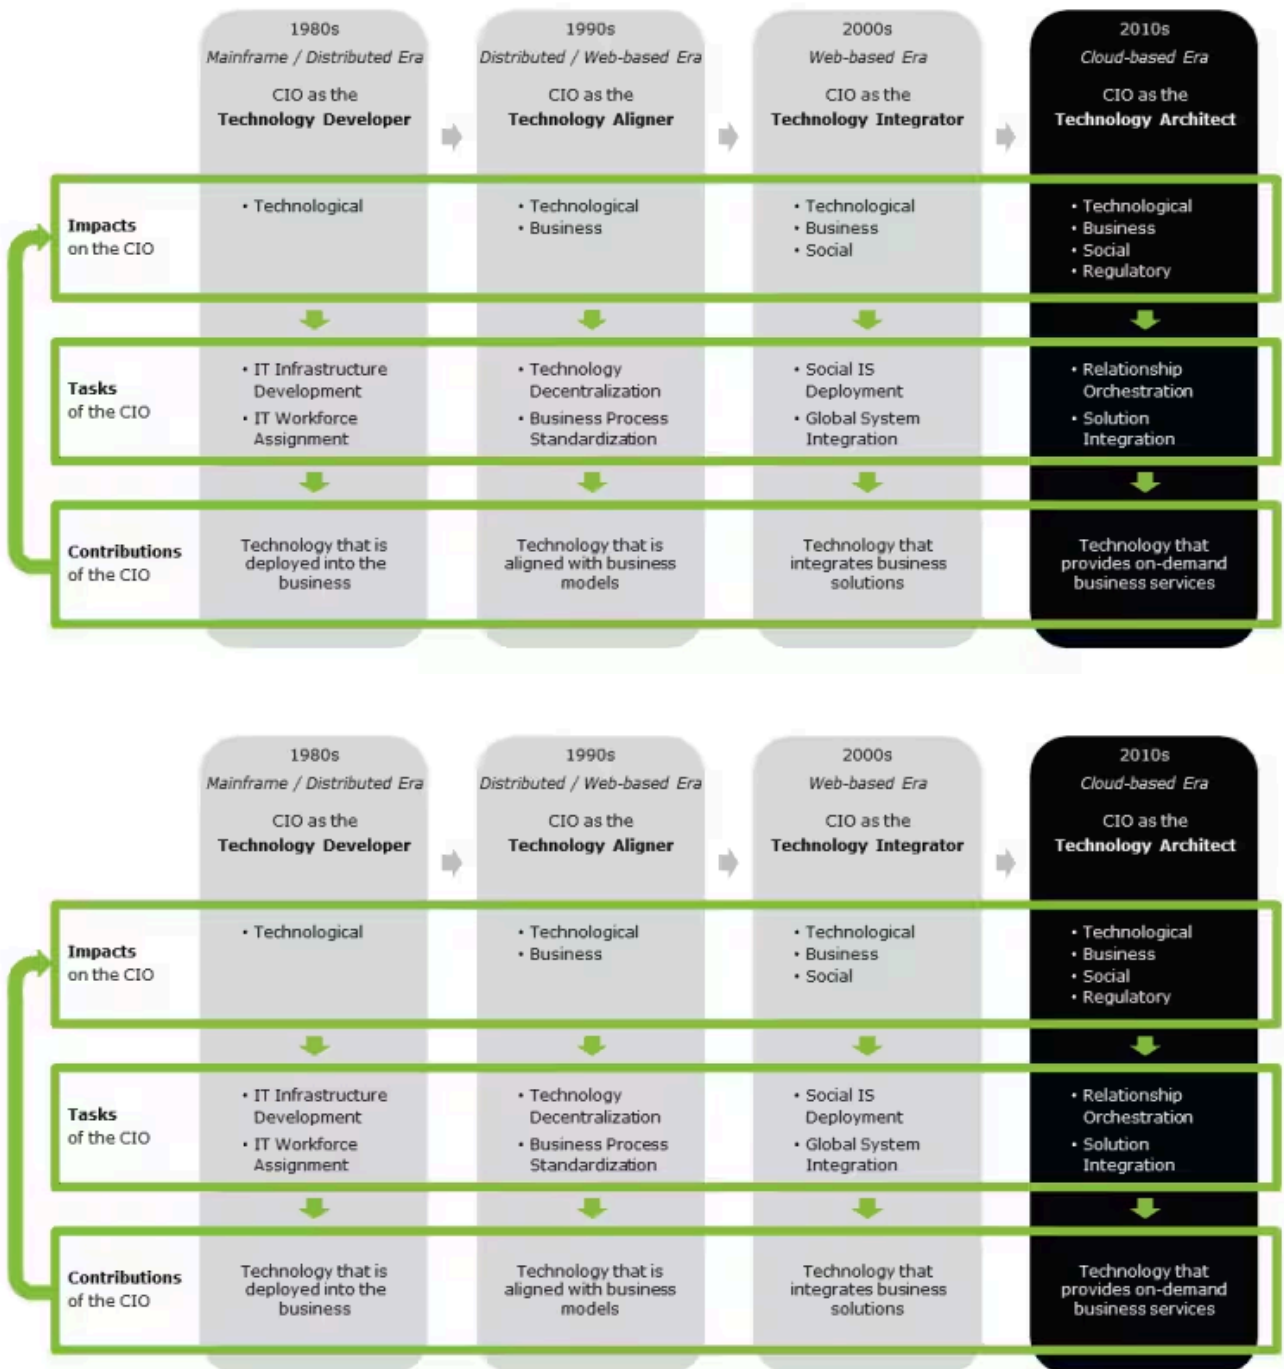 1980s
Mainframe / Distributed Era
CIO as the
Technology Developer
1990s
Distributed / Web-based Era
CIO as the
Technology Aligner
2000s
Web-based Era
CIO as the
Technology Integrator
2010s
Cloud-based Era
CIO as the
Technology Architect
Impacts
on the CIO
• Technological
• Technological
• Business
• Technological
• Business
• Social
• Technological
• Business
• Social
• Regulatory
Tasks
of the CIO
• IT Infrastructure
Development
• IT Workforce
Assignment
• Technology
Decentralization
• Business Process
Standardization
• Social IS
Deployment
• Global System
Integration
• Relationship
Orchestration
• Solution
Integration
Contributions
of the CIO
Technology that is
deployed into the
business
Technology that is
aligned with business
models
Technology that
integrates business
solutions
Technology that
provides on-demand
business services
1980s
Mainframe / Distributed Era
CIO as the
Technology Developer
1990s
Distributed / Web-based Era
CIO as the
Technology Aligner
2000s
Web-based Era
CIO as the
Technology Integrator
2010s
Cloud-based Era
CIO as the
Technology Architect
Impacts
on the CIO
• Technological
• Technological
• Business
• Technological
• Business
• Social
• Technological
• Business
• Social
• Regulatory
Tasks
of the CIO
• IT Infrastructure
Development
• IT Workforce
Assignment
• Technology
Decentralization
• Business Process
Standardization
• Social IS
Deployment
• Global System
Integration
• Relationship
Orchestration
• Solution
Integration
Contributions
of the CIO
Technology that is
deployed into the
business
Technology that is
aligned with business
models
Technology that
integrates business
solutions
Technology that
provides on-demand
business services